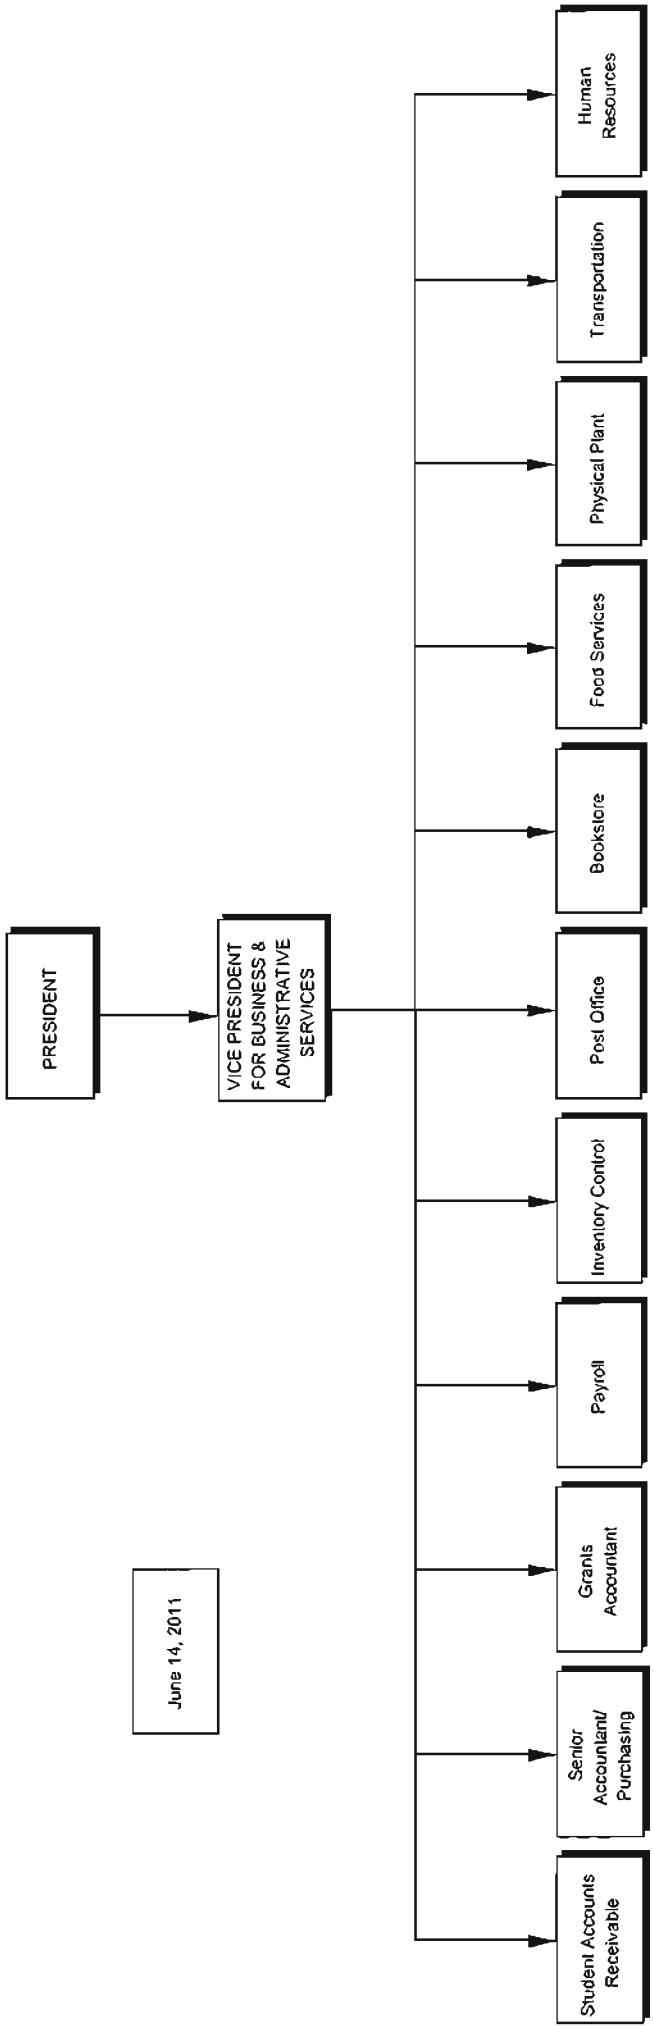 PRESIDENT
VICE PRESIDENT
FOR BUSINESS &
ADMINISTRATIVE
SERVICES
June 14, 2011
Student Accounts
Receivable
Senior
Accountant/
Purchasing
Grants
Accountant
Payroll
Inventory Control
Post Office
Bookstore
Food Services
Physical Plant
Transportation
Human
Resources